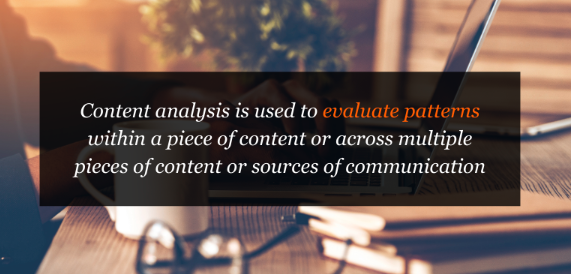 Content analysis is used to evaluate patterns
within a piece of content or across multiple
pieces of content or sources of communication